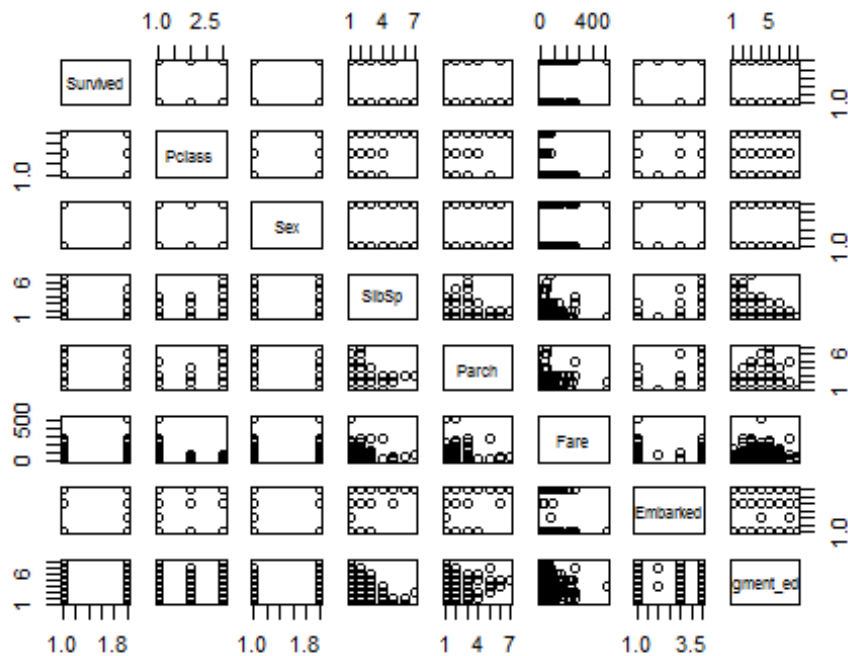 1.0 2.5 1 4 7 0 400 1 5
Survived 1.0
1.0 Pclass
Sex 1.0
1 6 SibSp
Parch 1 6
0 500 Fare
Embarked 1.0
1 6 gment_ed
1.0 1.8 1.0 1.8 1 4 7 1.0 3.5